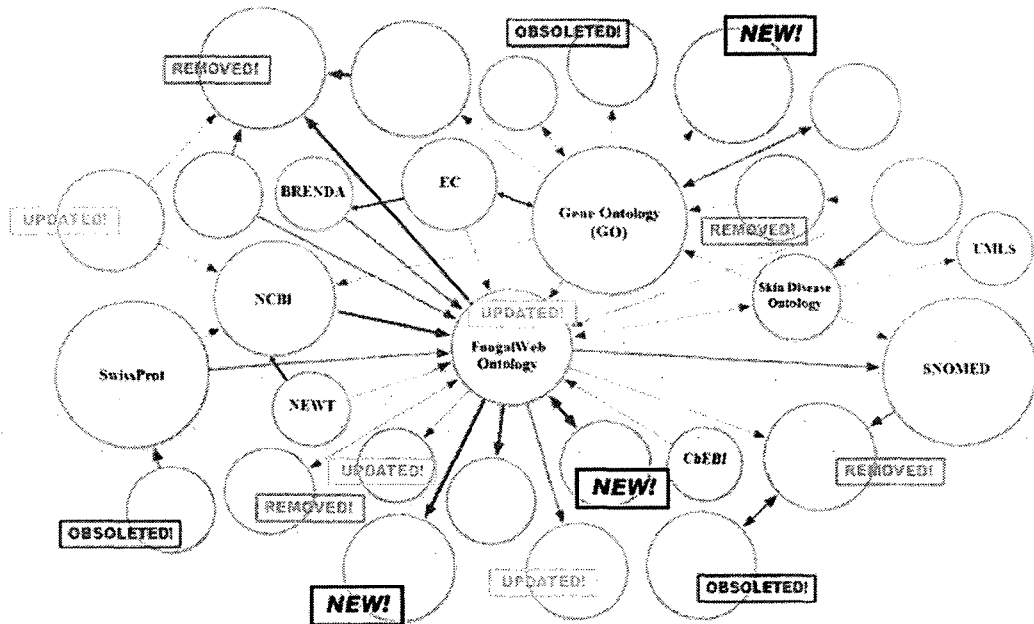 OBSOLETED!
NEW!
REMOVED!
BRENDA
EC
Gene Ontology
(GO)
UPDATED!
REMOVED!
UMLS
NCBI
Skin Disease
Ontology
UPDATED!
FungalWeb
Ontology
SwissProt
SNOMED
NEWT
UPDATED!
ChEBI
REMOVED!
NEW!
REMOVED!
OBSOLETED!
UPDATED!
OBSOLETED!
NEW!